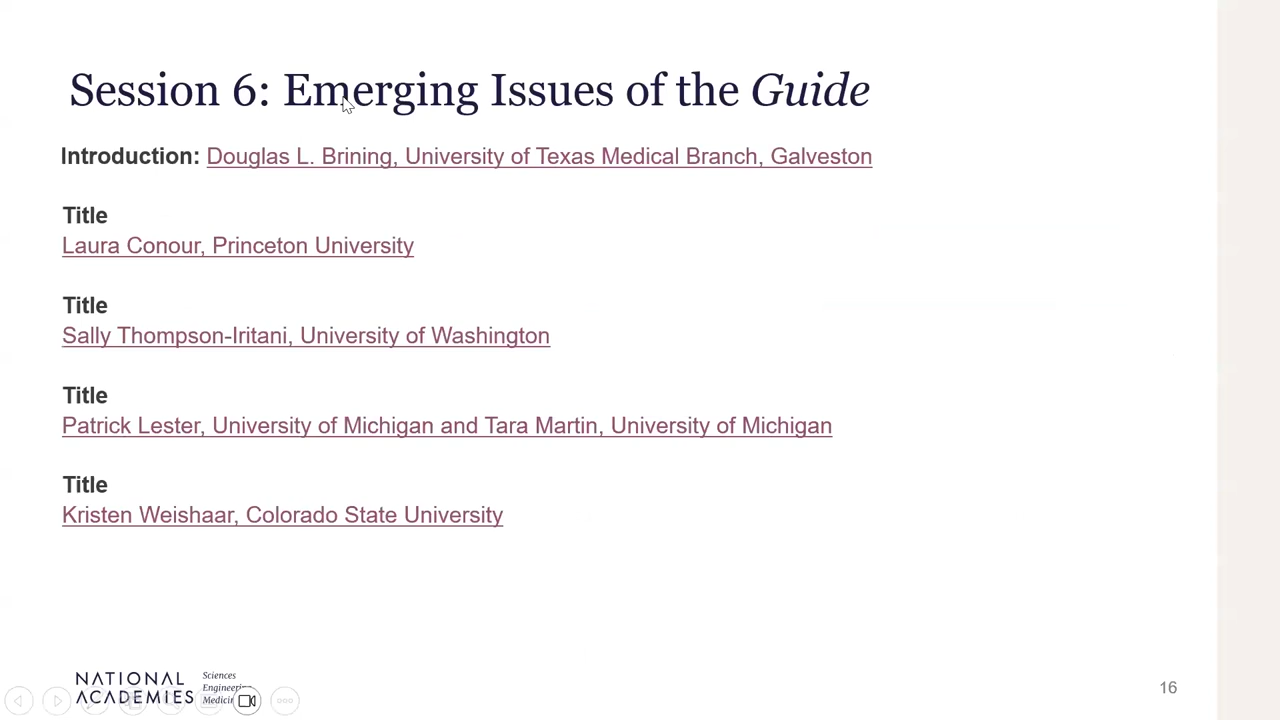 Session 6: Emerging Issues of the Guide
Introduction: Douglas L. Brining, University of Texas Medical Branch, Galveston
Title
Laura Conour, Princeton University
Title
Sally Thompson-Iritani, University of Washington
Title
Patrick Lester, University of Michigan and Tara Martin, University of Michigan
Title
Kristen Weishaar, Colorado State University
NATIONAL ACADEMIES
Sciences
Engineering
Medicine
16